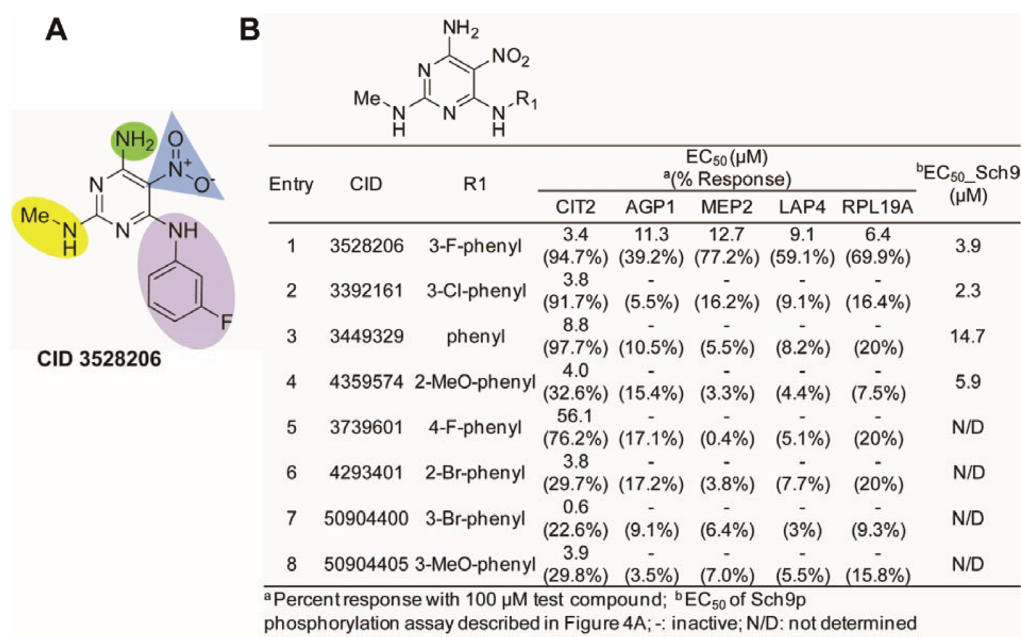 A
B
NH₂
O
N⁺
O⁻
N
Me
N
H
N
NH
F
CID 3528206
NH₂
NO₂
N
Me
N
H
N
N
H
R₁
Entry CID R1 EC₅₀ (µM) ᵃ(% Response) ᵇEC₅₀_Sch9 (µM)
CIT2 AGP1 MEP2 LAP4 RPL19A
3.4 11.3 12.7 9.1 6.4
1 3528206 3-F-phenyl (94.7%) (39.2%) (77.2%) (59.1%) (69.9%) 3.9
3.8 - - - -
2 3392161 3-Cl-phenyl (91.7%) (5.5%) (16.2%) (9.1%) (16.4%) 2.3
8.8 - - - -
3 3449329 phenyl (97.7%) (10.5%) (5.5%) (8.2%) (20%) 14.7
4.0 - - - -
4 4359574 2-MeO-phenyl (32.6%) (15.4%) (3.3%) (4.4%) (7.5%) 5.9
56.1 - - - -
5 3739601 4-F-phenyl (76.2%) (17.1%) (0.4%) (5.1%) (20%) N/D
3.8 - - - -
6 4293401 2-Br-phenyl (29.7%) (17.2%) (3.8%) (7.7%) (20%) N/D
0.6 - - - -
7 50904400 3-Br-phenyl (22.6%) (9.1%) (6.4%) (3%) (9.3%) N/D
3.9 - - - -
8 50904405 3-MeO-phenyl (29.8%) (3.5%) (7.0%) (5.5%) (15.8%) N/D
ᵃPercent response with 100 µM test compound; ᵇEC₅₀ of Sch9p
phosphorylation assay described in Figure 4A; -: inactive; N/D: not determined